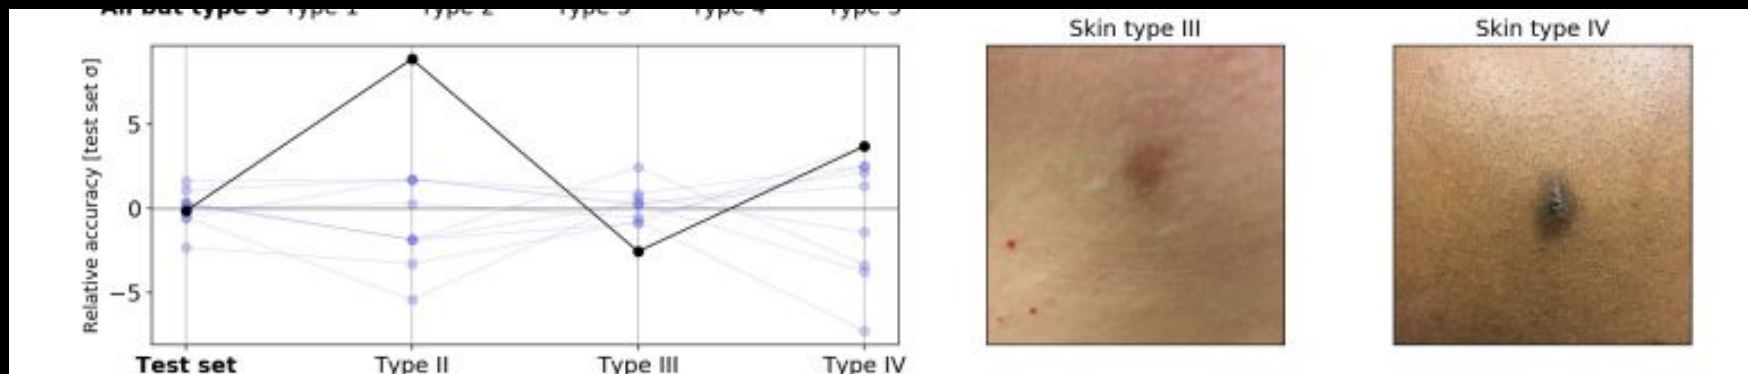 Skin type III
Skin type IV
Relative accuracy [test set σ]
5
0
−5
Test set Type II Type III Type IV